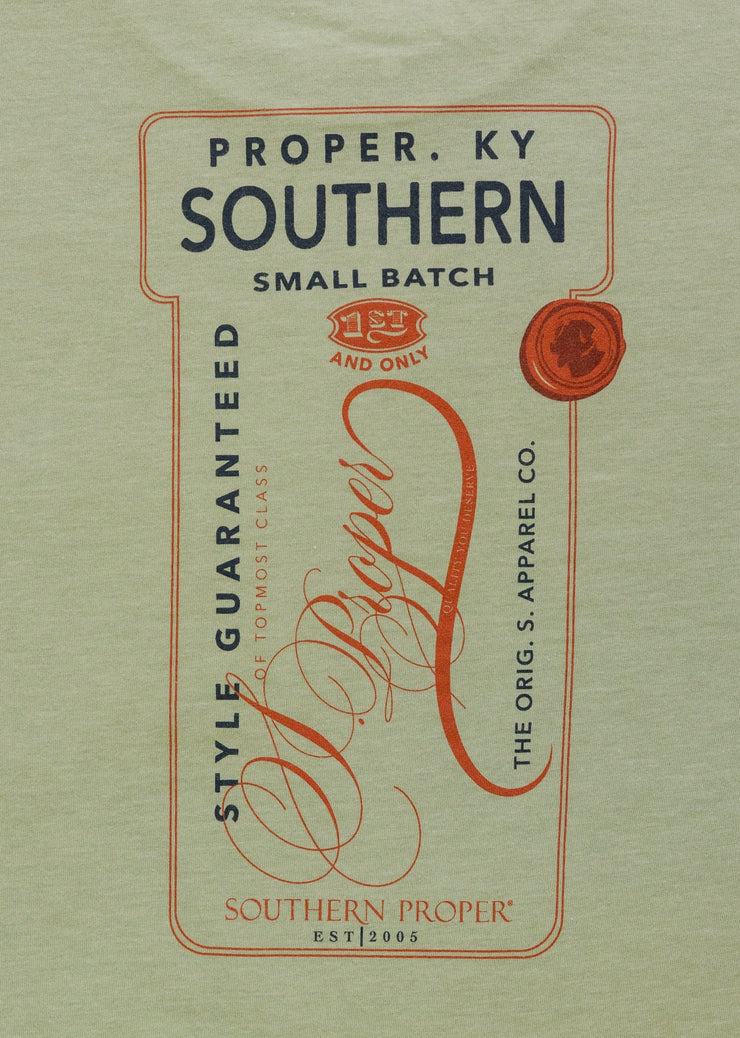 PROPER. KY
SOUTHERN
SMALL BATCH
1ST
AND ONLY
STYLE GUARANTEED
OF TOPMOST CLASS
S. Proper
QUALITY YOU DESERVE
THE ORIG. S. APPAREL CO.
SOUTHERN PROPER®
EST|2005